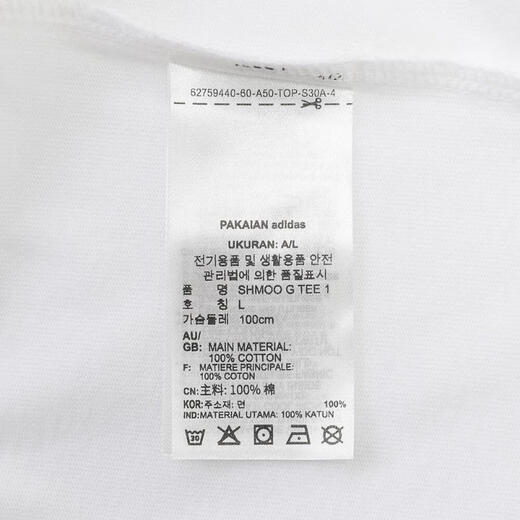 62759440-60-A50-TOP-S30A-4
PAKAIAN adidas
UKURAN: A/L
전기용품 및 생활용품 안전
관리법에 의한 품질표시
품 명 SHMOO G TEE 1
호 칭 L
가슴둘레 100cm
AU/
GB: MAIN MATERIAL:
100% COTTON
F: MATIERE PRINCIPALE:
100% COTON
CN: 主料: 100% 棉
KOR: 주소재: 면 100%
IND: MATERIAL UTAMA: 100% KATUN
30